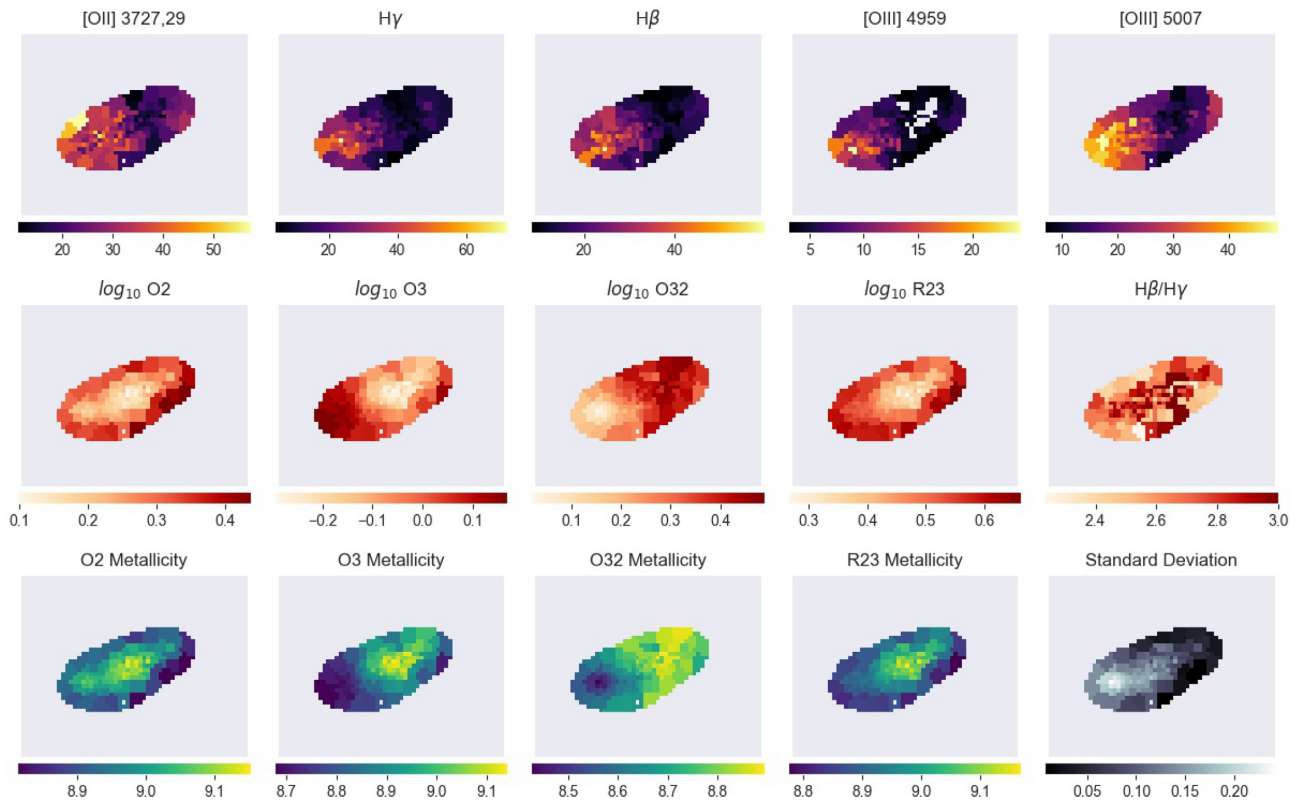 [OII] 3727,29 Hγ Hβ [OIII] 4959 [OIII] 5007
20 30 40 50 20 40 60 20 40 5 10 15 20 10 20 30 40
log₁₀ O2 log₁₀ O3 log₁₀ O32 log₁₀ R23 Hβ/Hγ
0.1 0.2 0.3 0.4 −0.2 −0.1 0.0 0.1 0.1 0.2 0.3 0.4 0.3 0.4 0.5 0.6 2.4 2.6 2.8 3.0
O2 Metallicity O3 Metallicity O32 Metallicity R23 Metallicity Standard Deviation
8.9 9.0 9.1 8.7 8.8 8.9 9.0 9.1 8.5 8.6 8.7 8.8 8.8 8.9 9.0 9.1 0.05 0.10 0.15 0.20